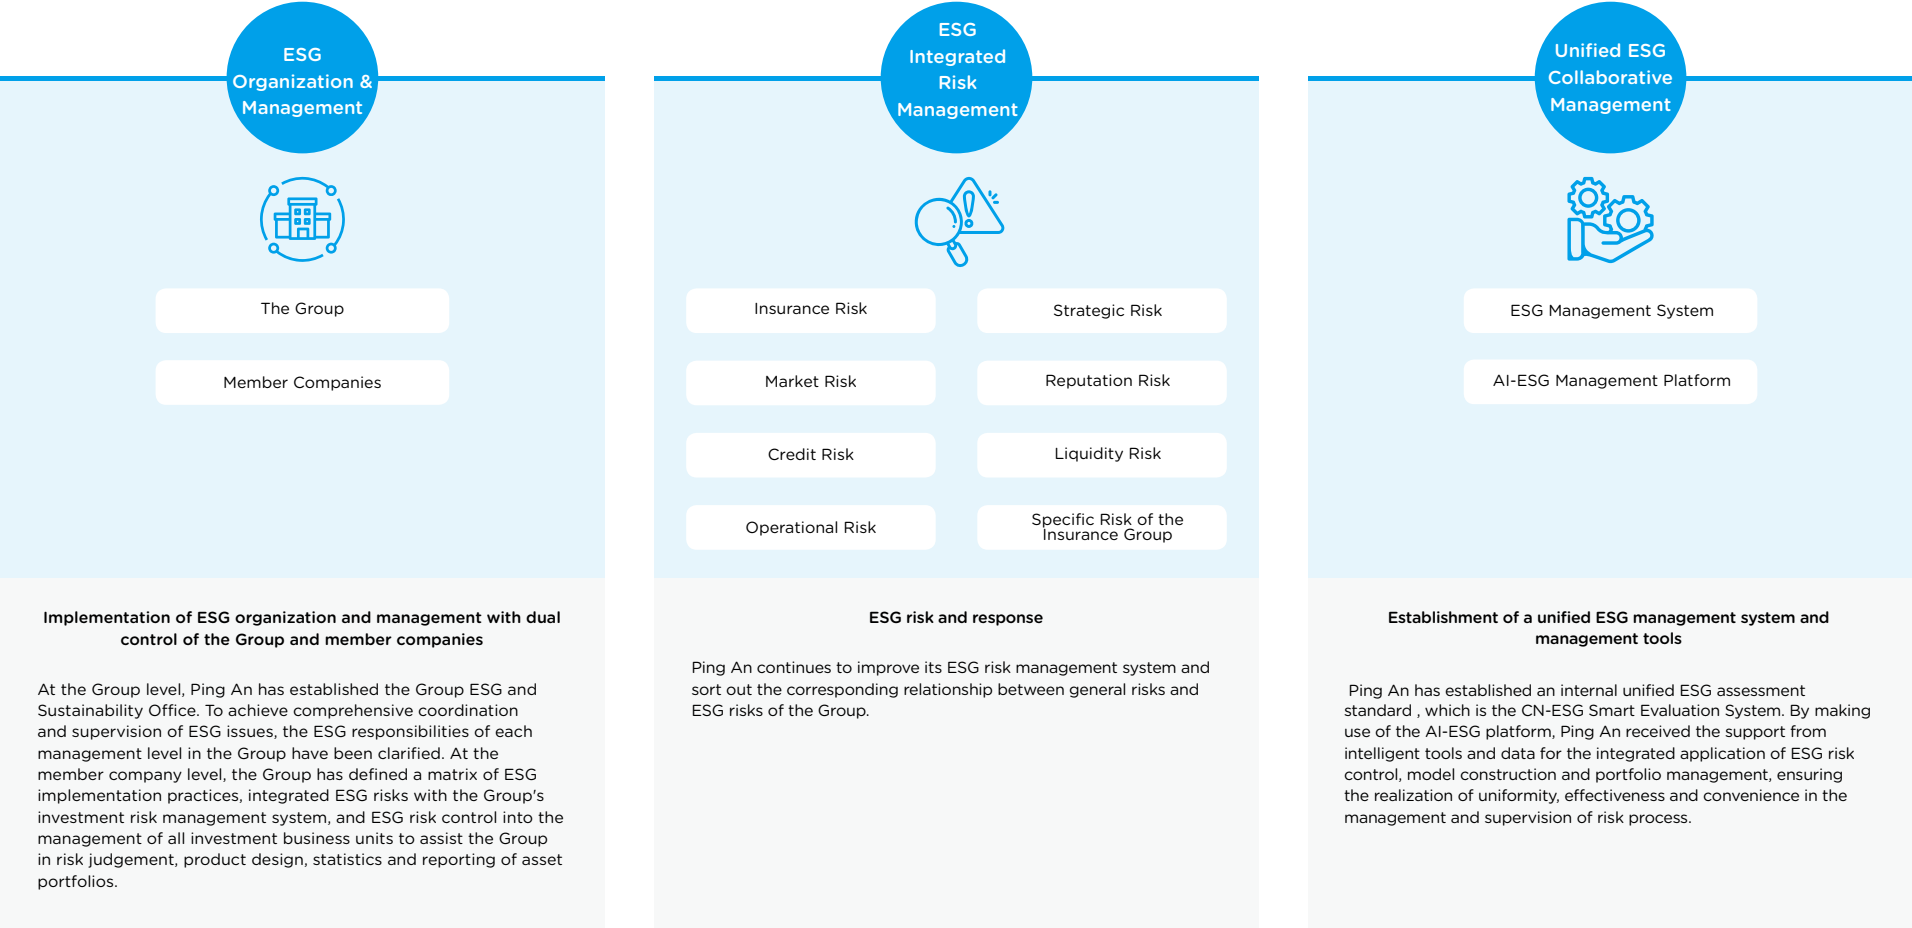 ESG
Organization &
Management
The Group
Member Companies
Implementation of ESG organization and management with dual
control of the Group and member companies
At the Group level, Ping An has established the Group ESG and
Sustainability Office. To achieve comprehensive coordination
and supervision of ESG issues, the ESG responsibilities of each
management level in the Group have been clarified. At the
member company level, the Group has defined a matrix of ESG
implementation practices, integrated ESG risks with the Group's
investment risk management system, and ESG risk control into the
management of all investment business units to assist the Group
in risk judgement, product design, statistics and reporting of asset
portfolios.
ESG
Integrated
Risk
Management
Insurance Risk
Strategic Risk
Market Risk
Reputation Risk
Credit Risk
Liquidity Risk
Operational Risk
Specific Risk of the
Insurance Group
ESG risk and response
Ping An continues to improve its ESG risk management system and
sort out the corresponding relationship between general risks and
ESG risks of the Group.
Unified ESG
Collaborative
Management
ESG Management System
AI-ESG Management Platform
Establishment of a unified ESG management system and
management tools
Ping An has established an internal unified ESG assessment
standard , which is the CN-ESG Smart Evaluation System. By making
use of the AI-ESG platform, Ping An received the support from
intelligent tools and data for the integrated application of ESG risk
control, model construction and portfolio management, ensuring
the realization of uniformity, effectiveness and convenience in the
management and supervision of risk process.